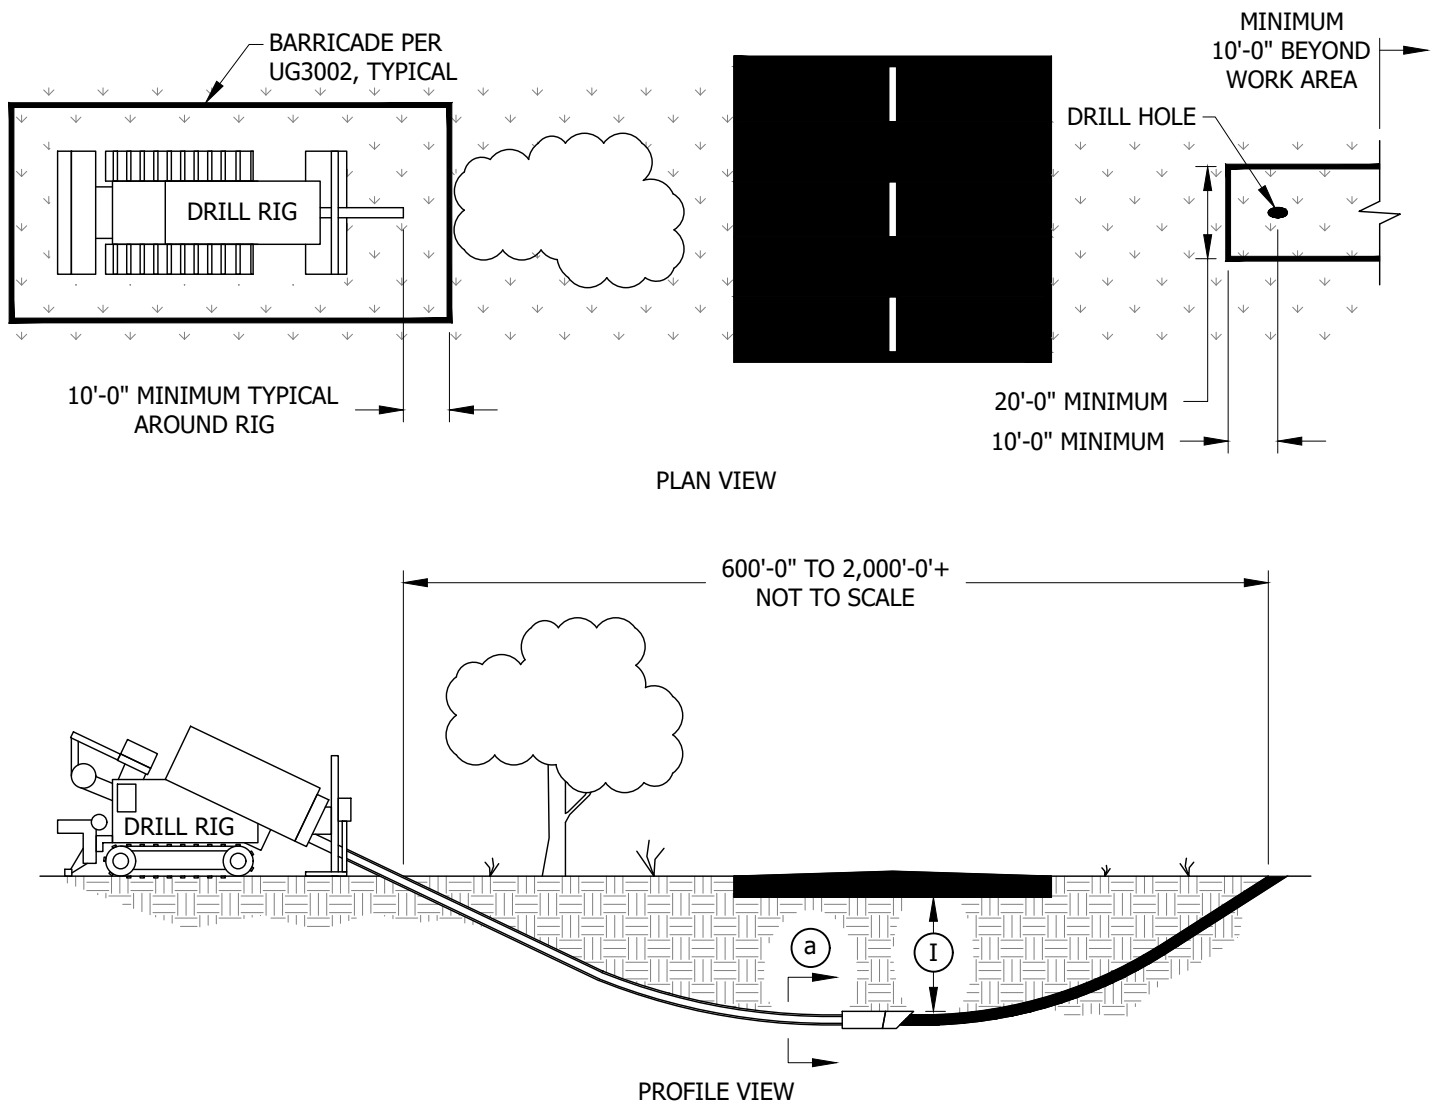 BARRICADE PER
UG3002, TYPICAL
MINIMUM
10'-0" BEYOND
WORK AREA
DRILL HOLE
DRILL RIG
10'-0" MINIMUM TYPICAL
AROUND RIG
20'-0" MINIMUM
10'-0" MINIMUM
PLAN VIEW
600'-0" TO 2,000'-0'+
NOT TO SCALE
DRILL RIG
a
I
PROFILE VIEW